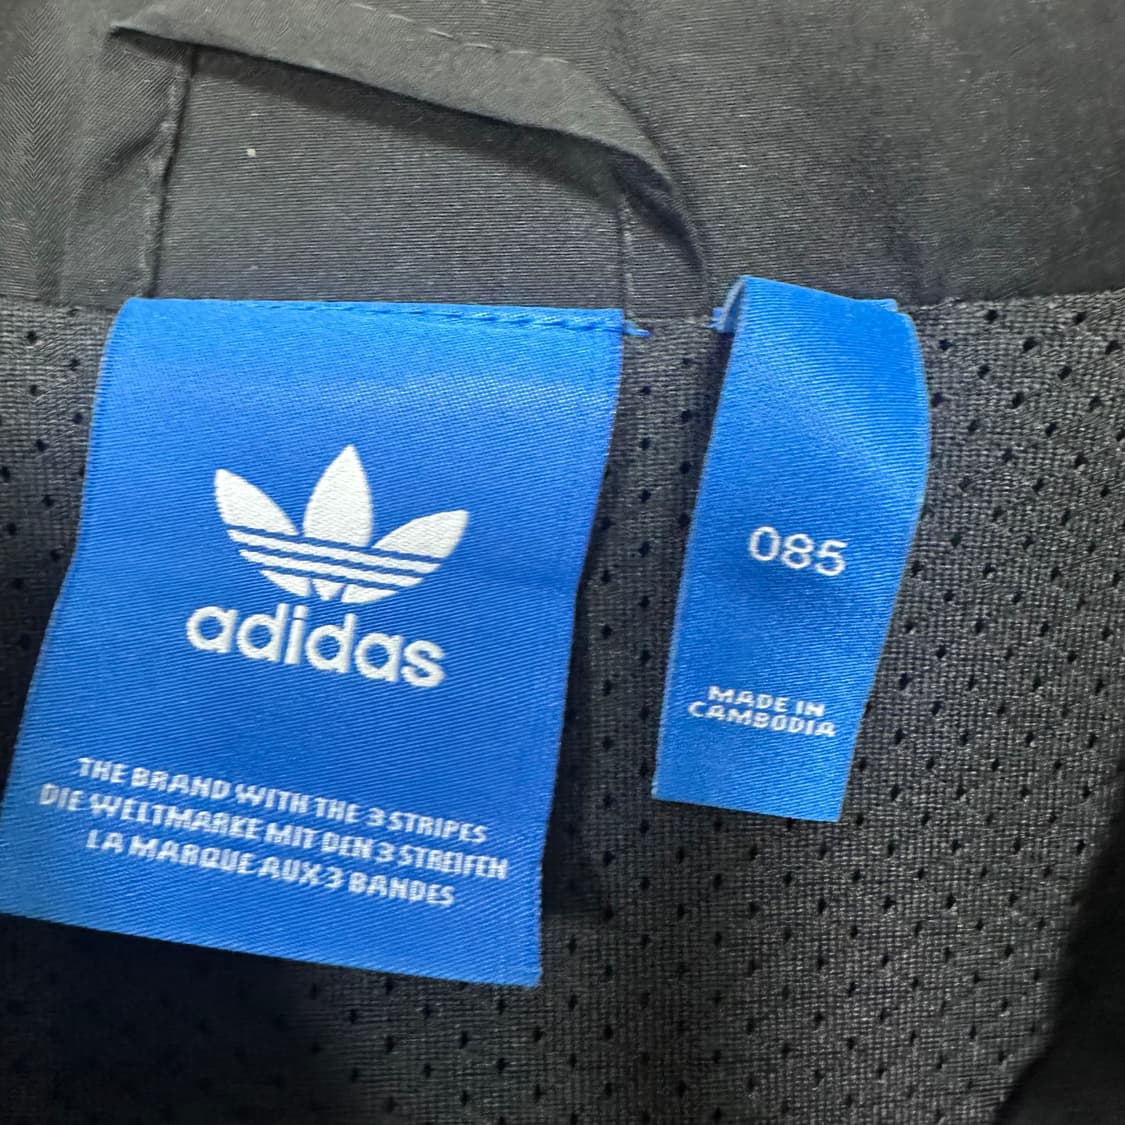 adidas
THE BRAND WITH THE 3 STRIPES
DIE WELTMARKE MIT DEN 3 STREIFEN
LA MARQUE AUX 3 BANDES
085
MADE IN
CAMBODIA